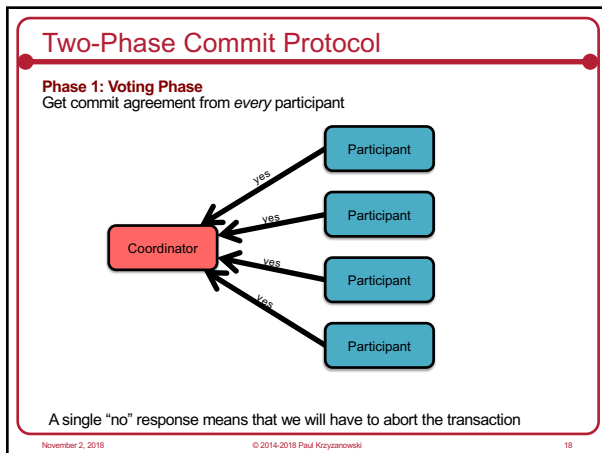 Two-Phase Commit Protocol
Phase 1: Voting Phase
Get commit agreement from every participant
Participant
yes
Participant
yes
Coordinator
yes
Participant
yes
Participant
A single “no” response means that we will have to abort the transaction
November 2, 2018
© 2014-2018 Paul Krzyzanowski
18